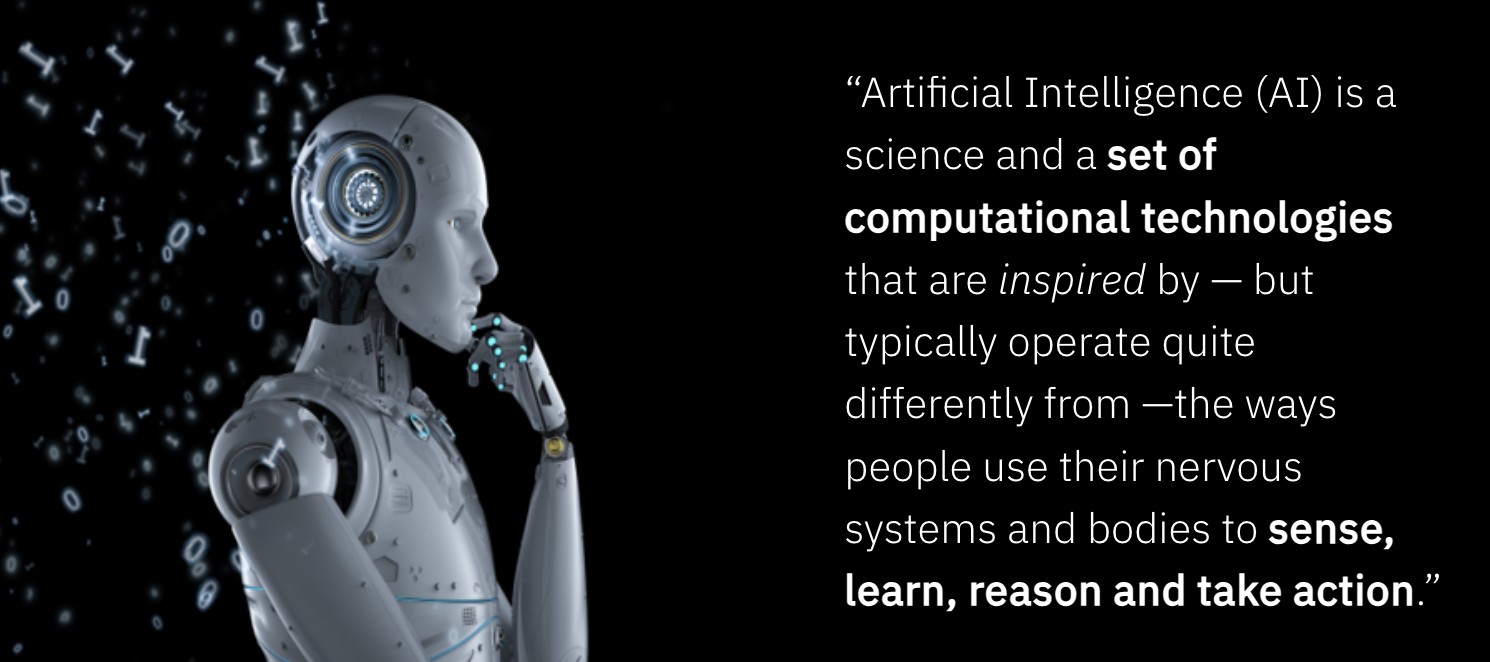 “Artificial Intelligence (AI) is a
science and a set of
computational technologies
that are inspired by — but
typically operate quite
differently from —the ways
people use their nervous
systems and bodies to sense,
learn, reason and take action.”